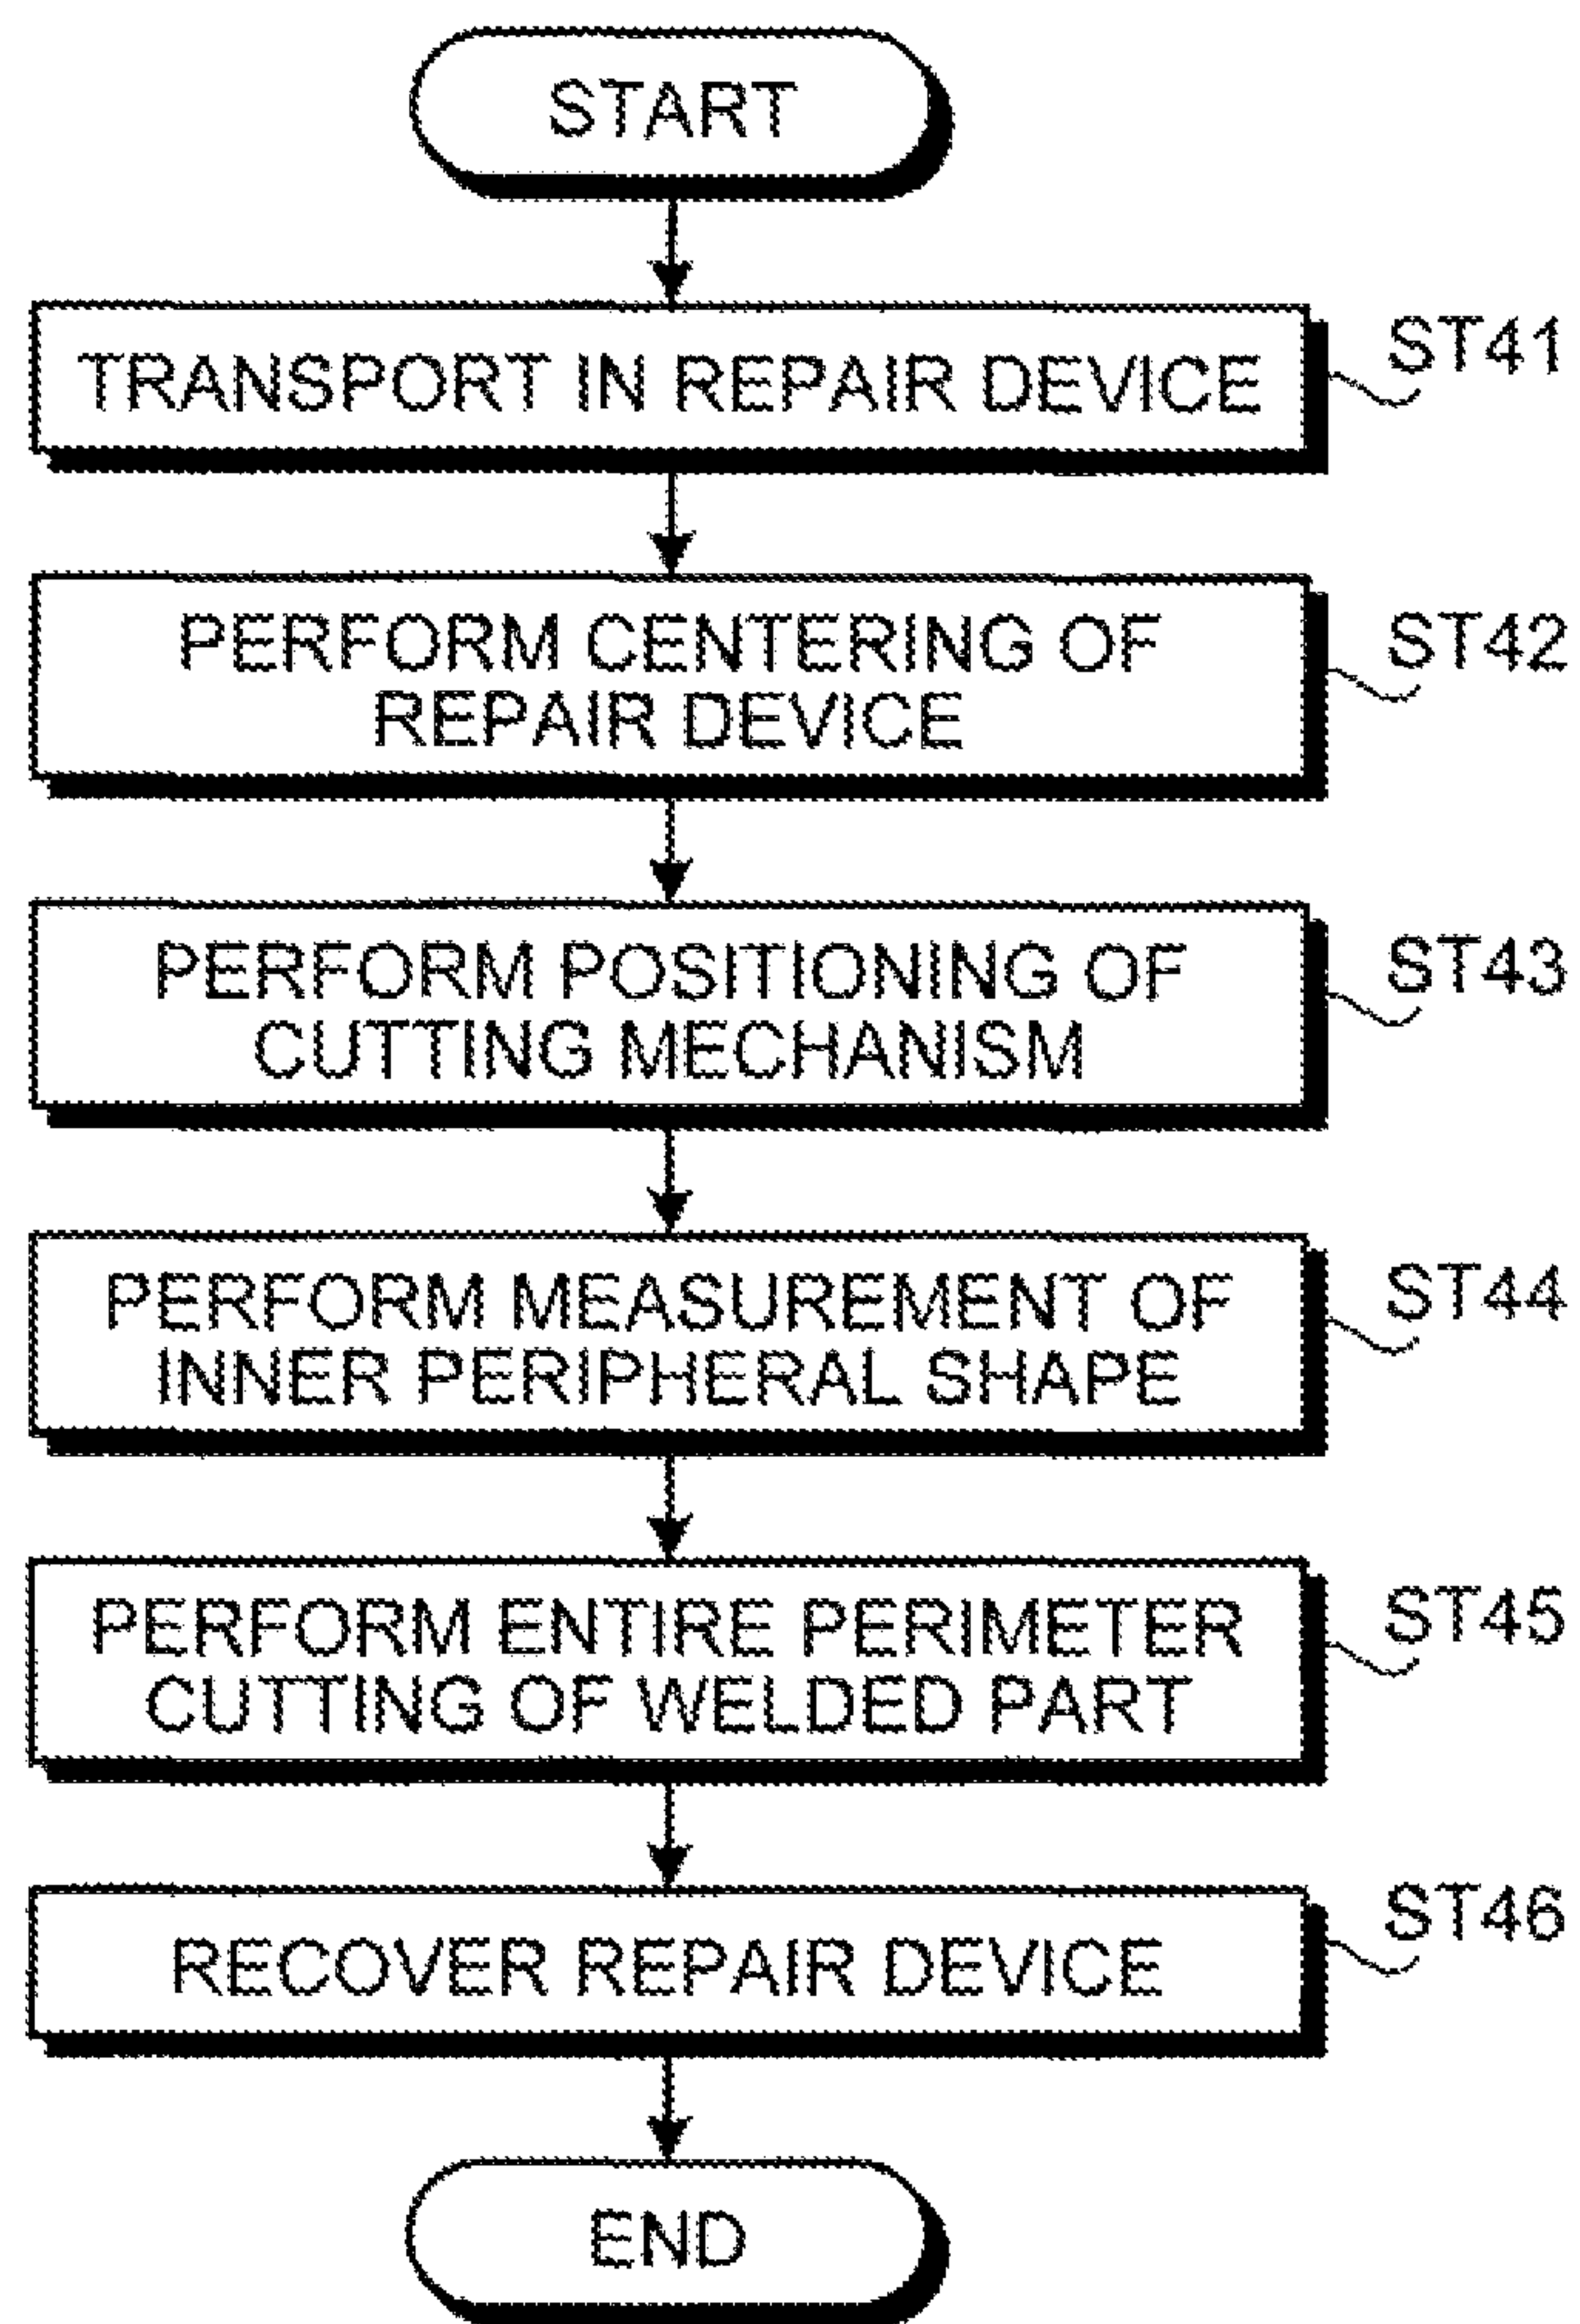 START
TRANSPORT IN REPAIR DEVICE
ST41
PERFORM CENTERING OF
REPAIR DEVICE
ST42
PERFORM POSITIONING OF
CUTTING MECHANISM
ST43
PERFORM MEASUREMENT OF
INNER PERIPHERAL SHAPE
ST44
PERFORM ENTIRE PERIMETER
CUTTING OF WELDED PART
ST45
RECOVER REPAIR DEVICE
ST46
END